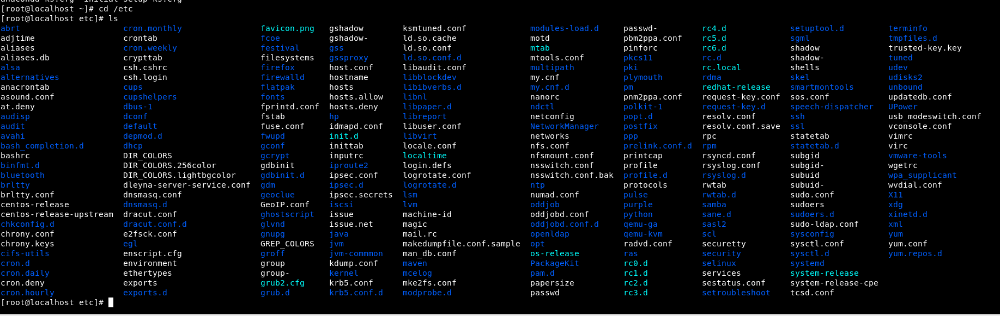 anaconda-ks.cfg  initial-setup-ks.cfg
[root@localhost ~]# cd /etc
[root@localhost etc]# ls
abrt cron.monthly favicon.png gshadow ksmtuned.conf modules-load.d passwd- rc4.d setuptool.d terminfo
adjtime crontab fcoe gshadow- ld.so.cache motd pbm2ppa.conf rc5.d sgml tmpfiles.d
aliases cron.weekly festival gss ld.so.conf mtab pinforc rc6.d shadow trusted-key.key
aliases.db crypttab filesystems gssproxy ld.so.conf.d mtools.conf pkcs11 rc.d shadow- tuned
alsa csh.cshrc firefox host.conf libaudit.conf multipath pki rc.local shells udev
alternatives csh.login firewalld hostname libblockdev my.cnf plymouth rdma skel udisks2
anacrontab cups flatpak hosts libibverbs.d my.cnf.d pm redhat-release smartmontools unbound
asound.conf cupshelpers fonts hosts.allow libnl nanorc pnm2ppa.conf request-key.conf sos.conf updatedb.conf
at.deny dbus-1 fprintd.conf hosts.deny libpaper.d ndctl polkit-1 request-key.d speech-dispatcher UPower
audisp dconf fstab hp libreport netconfig popt.d resolv.conf ssh usb_modeswitch.conf
audit default fuse.conf idmapd.conf libuser.conf NetworkManager postfix resolv.conf.save ssl vconsole.conf
avahi depmod.d fwupd init.d libvirt networks ppp rpc statetab vimrc
bash_completion.d dhcp gconf inittab locale.conf nfs.conf prelink.conf.d rpm statetab.d virc
bashrc DIR_COLORS gcrypt inputrc localtime nfsmount.conf printcap rsyncd.conf subgid vmware-tools
binfmt.d DIR_COLORS.256color gdbinit iproute2 login.defs nsswitch.conf profile rsyslog.conf subgid- wgetrc
bluetooth DIR_COLORS.lightbgcolor gdbinit.d ipsec.conf logrotate.conf nsswitch.conf.bak profile.d rsyslog.d subuid wpa_supplicant
brltty dleyna-server-service.conf gdm ipsec.d logrotate.d ntp protocols rwtab subuid- wvdial.conf
brltty.conf dnsmasq.conf geoclue ipsec.secrets lsm numad.conf pulse rwtab.d sudo.conf X11
centos-release dnsmasq.d GeoIP.conf iscsi lvm oddjob purple samba sudoers xdg
centos-release-upstream dracut.conf ghostscript issue machine-id oddjobd.conf python sane.d sudoers.d xinetd.d
chkconfig.d dracut.conf.d glvnd issue.net magic oddjobd.conf.d qemu-ga sasl2 sudo-ldap.conf xml
chrony.conf e2fsck.conf gnupg java mail.rc openldap qemu-kvm scl sysconfig yum
chrony.keys egl GREP_COLORS jvm makedumpfile.conf.sample opt radvd.conf securetty sysctl.conf yum.conf
cifs-utils enscript.cfg groff jvm-commmon man_db.conf os-release ras security sysctl.d yum.repos.d
cron.d environment group kdump.conf maven PackageKit rc0.d selinux systemd
cron.daily ethertypes group- kernel mcelog pam.d rc1.d services system-release
cron.deny exports grub2.cfg krb5.conf mke2fs.conf papersize rc2.d sestatus.conf system-release-cpe
cron.hourly exports.d grub.d krb5.conf.d modprobe.d passwd rc3.d setroubleshoot tcsd.conf
[root@localhost etc]#